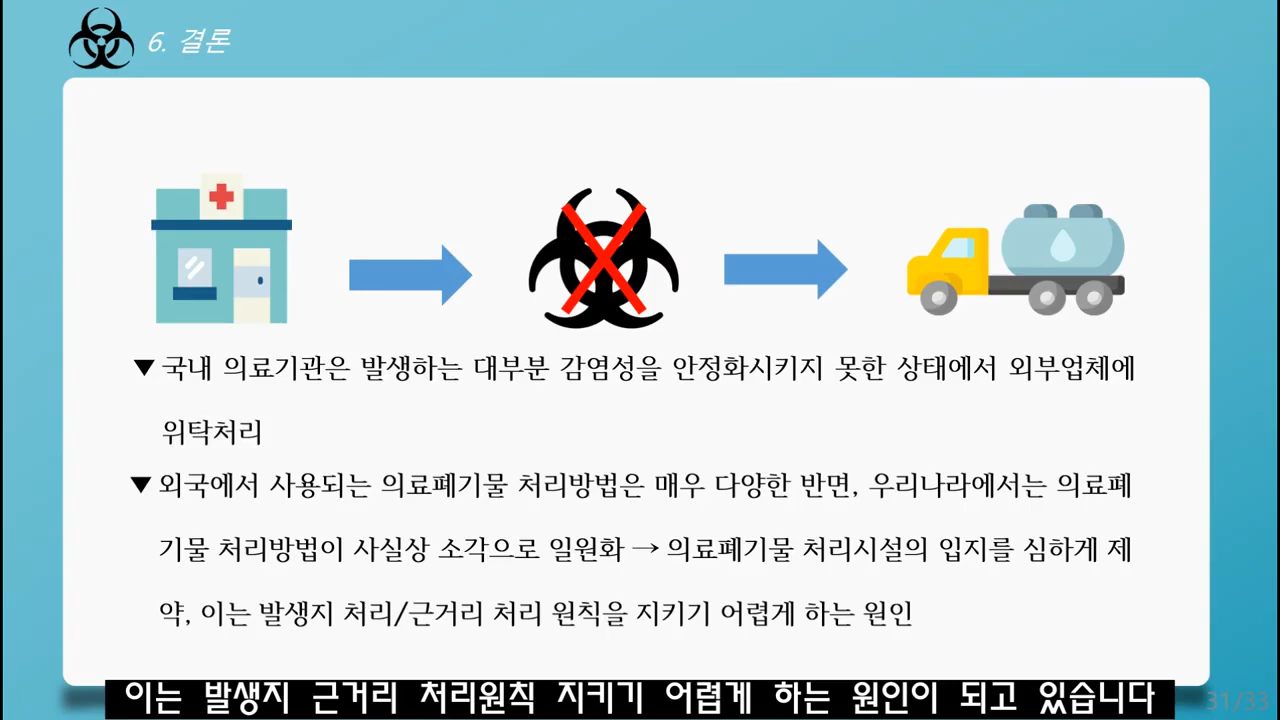 6. 결론
▼ 국내 의료기관은 발생하는 대부분 감염성을 안정화시키지 못한 상태에서 외부업체에
위탁처리
▼ 외국에서 사용되는 의료폐기물 처리방법은 매우 다양한 반면, 우리나라에서는 의료폐
기물 처리방법이 사실상 소각으로 일원화 → 의료폐기물 처리시설의 입지를 심하게 제
약, 이는 발생지 처리/근거리 처리 원칙을 지키기 어렵게 하는 원인
이는 발생지 근거리 처리원칙 지키기 어렵게 하는 원인이 되고 있습니다
31/33